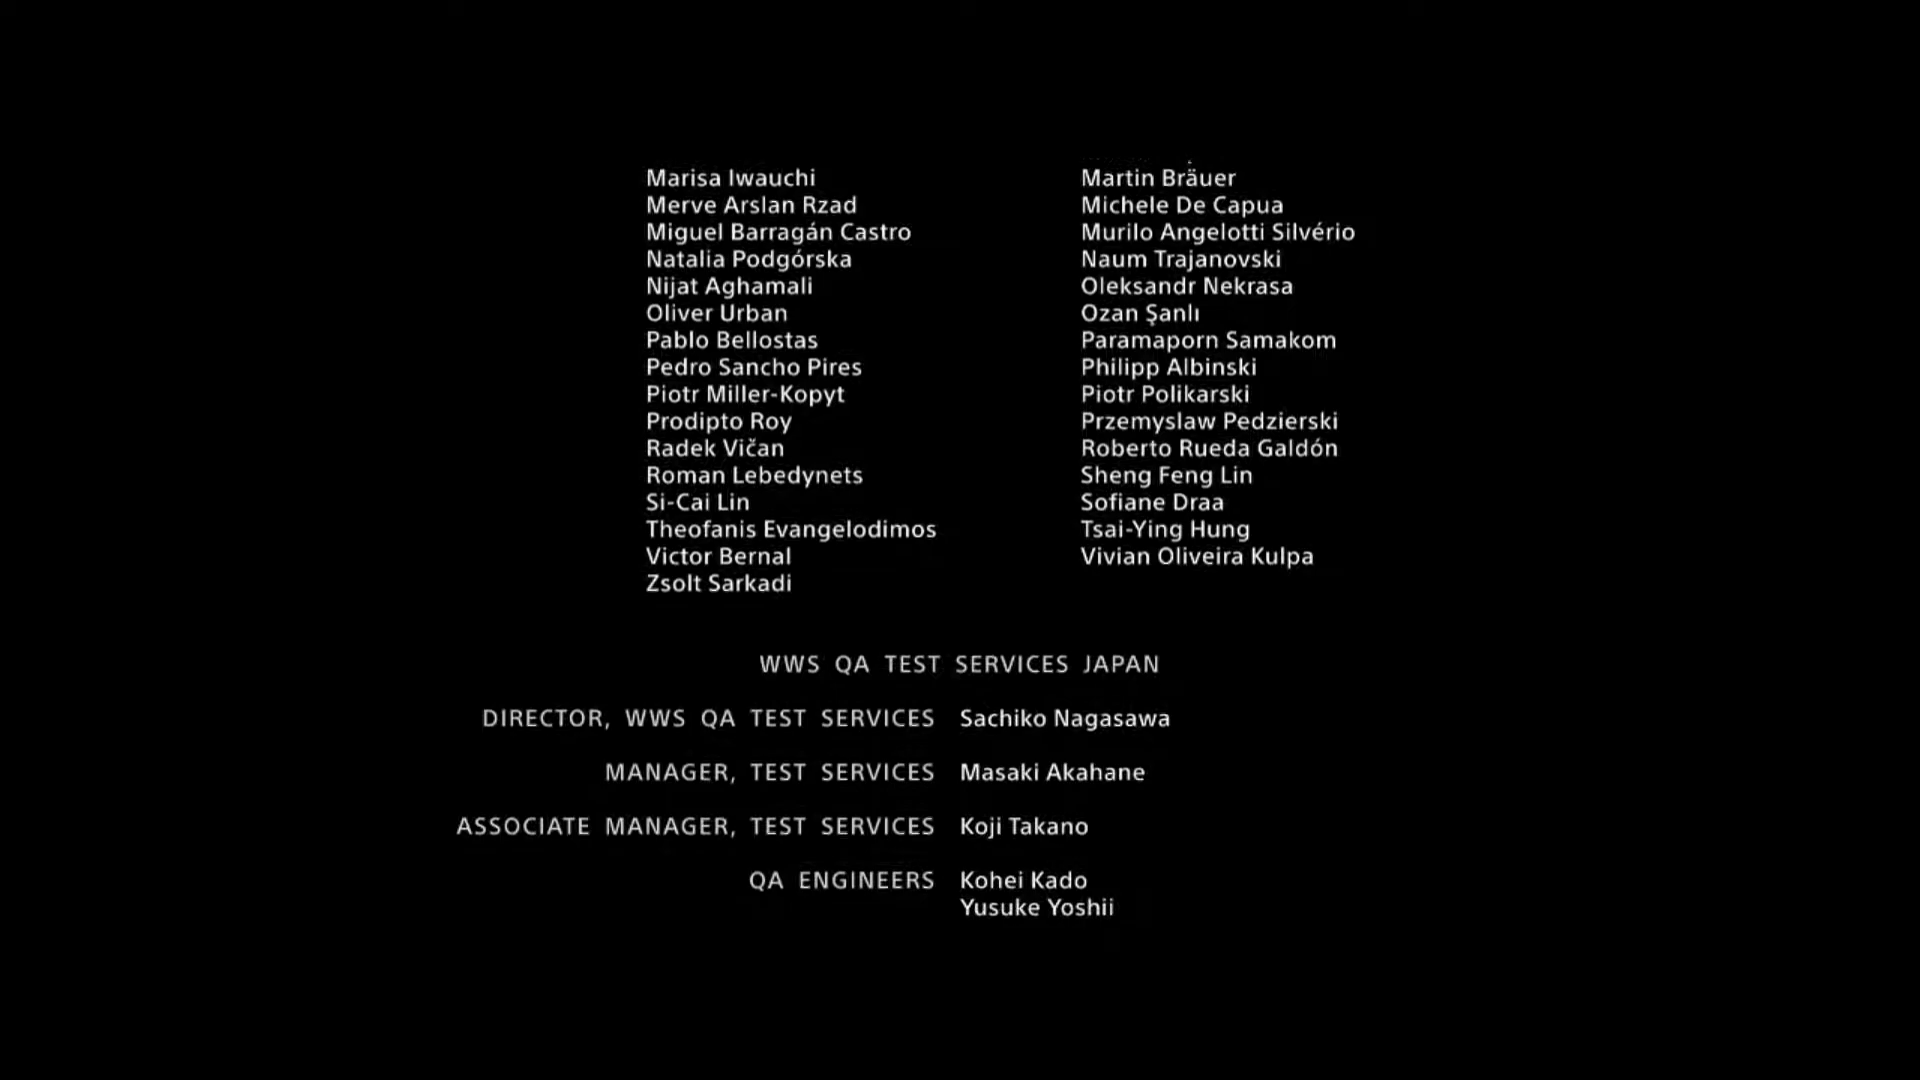 Marisa Iwauchi
Merve Arslan Rzad
Miguel Barragán Castro
Natalia Podgórska
Nijat Aghamali
Oliver Urban
Pablo Bellostas
Pedro Sancho Pires
Piotr Miller-Kopyt
Prodipto Roy
Radek Vičan
Roman Lebedynets
Si-Cai Lin
Theofanis Evangelodimos
Victor Bernal
Zsolt Sarkadi
Martin Bräuer
Michele De Capua
Murilo Angelotti Silvério
Naum Trajanovski
Oleksandr Nekrasa
Ozan Şanlı
Paramaporn Samakom
Philipp Albinski
Piotr Polikarski
Przemyslaw Pedzierski
Roberto Rueda Galdón
Sheng Feng Lin
Sofiane Draa
Tsai-Ying Hung
Vivian Oliveira Kulpa
WWS QA TEST SERVICES JAPAN
DIRECTOR, WWS QA TEST SERVICES Sachiko Nagasawa
MANAGER, TEST SERVICES Masaki Akahane
ASSOCIATE MANAGER, TEST SERVICES Koji Takano
QA ENGINEERS Kohei Kado
Yusuke Yoshii